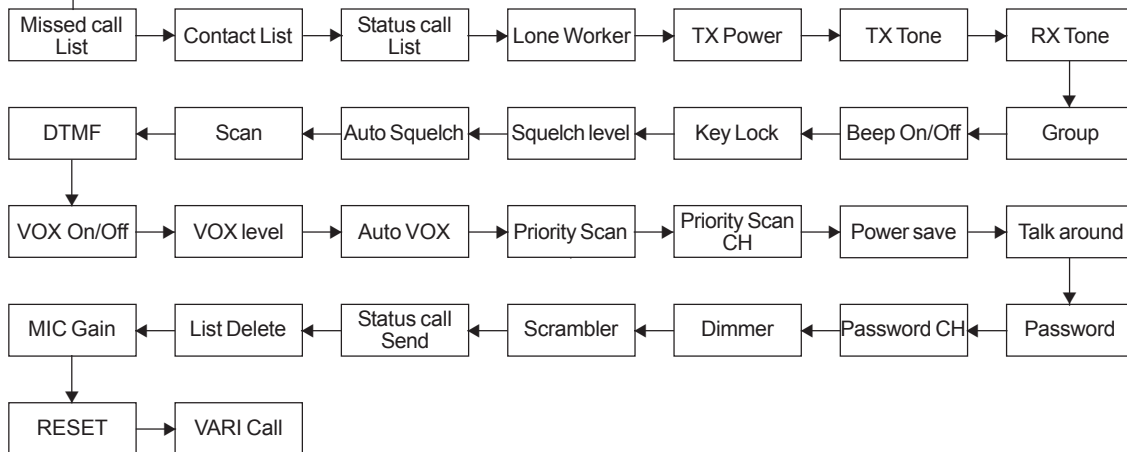 Missed call
List
Contact List
Status call
List
Lone Worker
TX Power
TX Tone
RX Tone
Group
Beep On/Off
Key Lock
Squelch level
Auto Squelch
Scan
DTMF
VOX On/Off
VOX level
Auto VOX
Priority Scan
Priority Scan
CH
Power save
Talk around
Password
Password CH
Dimmer
Scrambler
Status call
Send
List Delete
MIC Gain
RESET
VARI Call